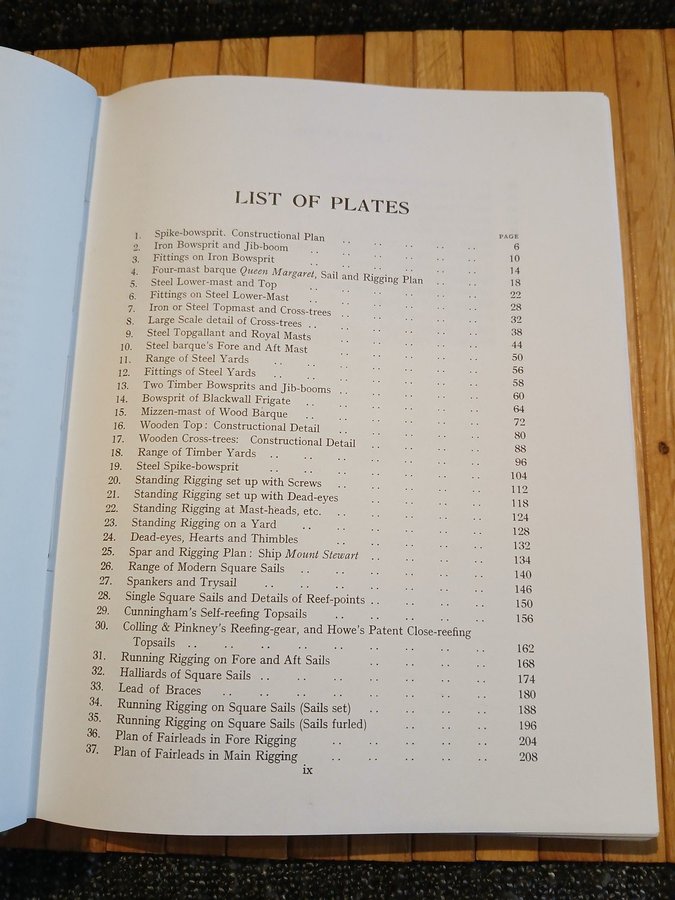 LIST OF PLATES
PAGE
1. Spike-bowsprit. Constructional Plan .. .. .. .. .. 6
2. Iron Bowsprit and Jib-boom .. .. .. .. .. .. 10
3. Fittings on Iron Bowsprit .. .. .. .. .. .. 14
4. Four-mast barque Queen Margaret, Sail and Rigging Plan .. .. 18
5. Steel Lower-mast and Top .. .. .. .. .. .. 22
6. Fittings on Steel Lower-Mast .. .. .. .. .. .. 28
7. Iron or Steel Topmast and Cross-trees .. .. .. .. .. 32
8. Large Scale detail of Cross-trees .. .. .. .. .. .. 38
9. Steel Topgallant and Royal Masts .. .. .. .. .. 44
10. Steel barque's Fore and Aft Mast .. .. .. .. .. 50
11. Range of Steel Yards .. .. .. .. .. .. .. 56
12. Fittings of Steel Yards .. .. .. .. .. .. .. 58
13. Two Timber Bowsprits and Jib-booms .. .. .. .. .. 60
14. Bowsprit of Blackwall Frigate .. .. .. .. .. .. 64
15. Mizzen-mast of Wood Barque .. .. .. .. .. .. 72
16. Wooden Top: Constructional Detail .. .. .. .. .. 80
17. Wooden Cross-trees: Constructional Detail .. .. .. .. 88
18. Range of Timber Yards .. .. .. .. .. .. .. 96
19. Steel Spike-bowsprit .. .. .. .. .. .. .. 104
20. Standing Rigging set up with Screws .. .. .. .. .. 112
21. Standing Rigging set up with Dead-eyes .. .. .. .. 118
22. Standing Rigging at Mast-heads, etc. .. .. .. .. .. 124
23. Standing Rigging on a Yard .. .. .. .. .. .. 128
24. Dead-eyes, Hearts and Thimbles .. .. .. .. .. 132
25. Spar and Rigging Plan: Ship Mount Stewart .. .. .. .. 134
26. Range of Modern Square Sails .. .. .. .. .. .. 140
27. Spankers and Trysail .. .. .. .. .. .. .. 146
28. Single Square Sails and Details of Reef-points .. .. .. .. 150
29. Cunningham's Self-reefing Topsails .. .. .. .. .. 156
30. Colling & Pinkney's Reefing-gear, and Howe's Patent Close-reefing
Topsails .. .. .. .. .. .. .. .. .. 162
31. Running Rigging on Fore and Aft Sails .. .. .. .. 168
32. Halliards of Square Sails .. .. .. .. .. .. .. 174
33. Lead of Braces .. .. .. .. .. .. .. .. 180
34. Running Rigging on Square Sails (Sails set) .. .. .. .. 188
35. Running Rigging on Square Sails (Sails furled) .. .. .. 196
36. Plan of Fairleads in Fore Rigging .. .. .. .. .. 204
37. Plan of Fairleads in Main Rigging .. .. .. .. .. 208
ix